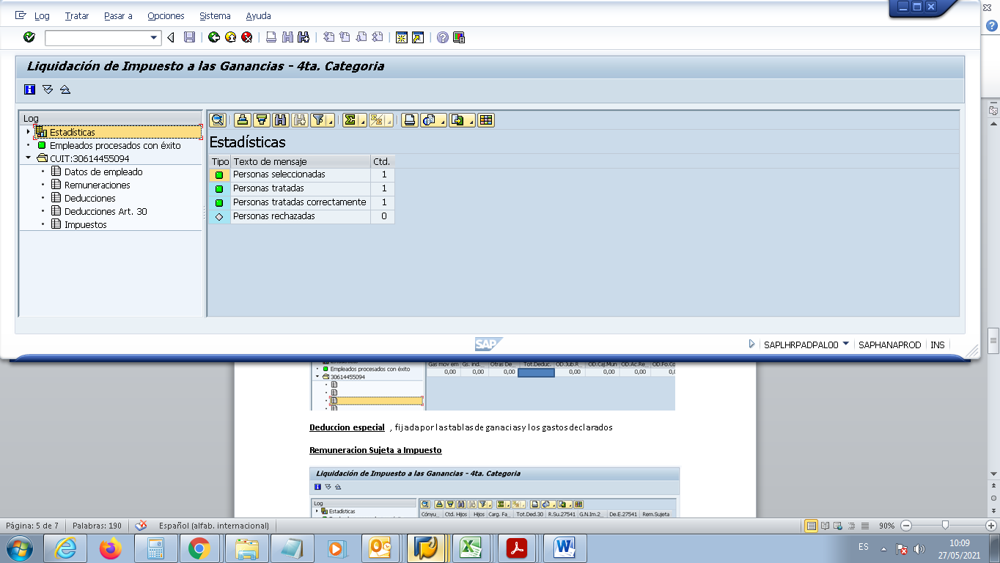 Log Tratar Pasar a Opciones Sistema Ayuda
Liquidación de Impuesto a las Ganancias - 4ta. Categoria
Log
Estadísticas
Empleados procesados con éxito
CUIT:30614455094
Datos de empleado
Remuneraciones
Deducciones
Deducciones Art. 30
Impuestos
Estadísticas
Tipo Texto de mensaje Ctd.
Personas seleccionadas 1
Personas tratadas 1
Personas tratadas correctamente 1
Personas rechazadas 0
SAP
SAPLHRPADPAL00 SAPHANAPROD INS
Gas mov em Gs. ind._ Otras De_ Tot.Deduc. OD.Jub.R_ OD.Caj.Mun OD.Ac.Re_ OD.Fo.Co
Empleados procesados con éxito 0,00 0,00 0,00 0,00 0,00 0,00
30614455094
Deduccion especial , fijada por las tablas de ganacias y los gastos declarados
Remuneracion Sujeta a Impuesto
Liquidación de Impuesto a las Ganancias - 4ta. Categoria
Log
Estadísticas
Cónyu_ Ctd. Hijos Hijos Carg. Fa_ Tot.Ded.30 R.Su.27541 G.N.Im.2_ De.E.27541 Rem.Sujeta
Página: 5 de 7 Palabras: 190 Español (alfab. internacional) 90%
ES 10:09
27/05/2021